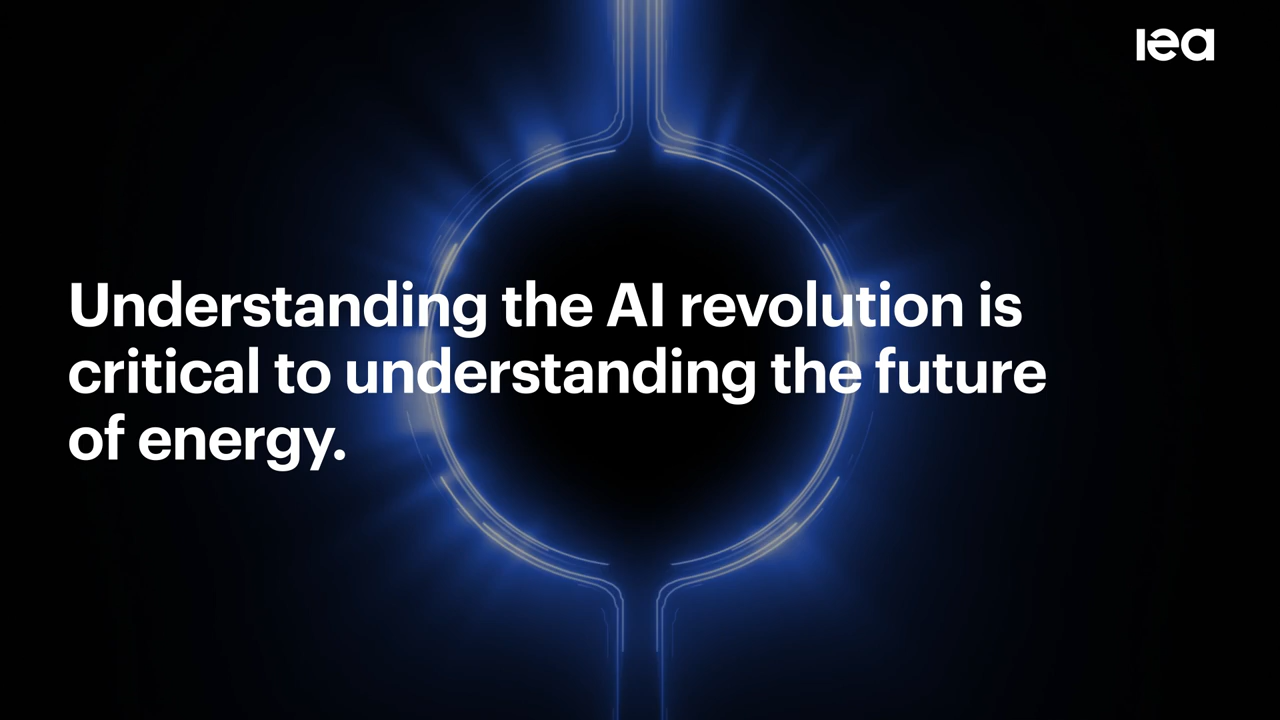 iea
Understanding the AI revolution is
critical to understanding the future
of energy.